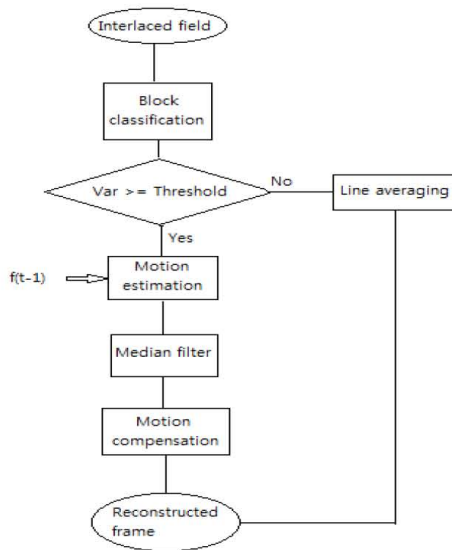 Interlaced field
Block
classification
Var >= Threshold
No
Line averaging
Yes
f(t-1)
Motion
estimation
Median filter
Motion
compensation
Reconstructed
frame